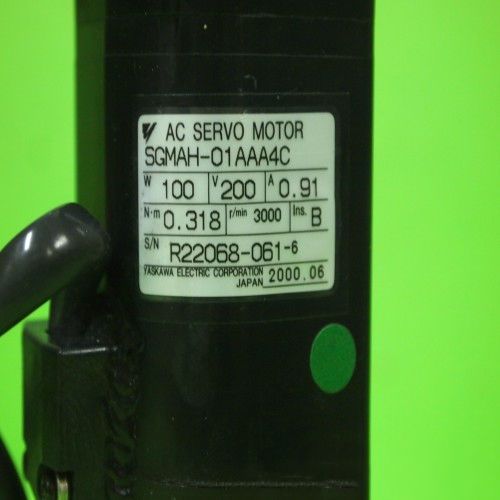 AC SERVO MOTOR
SGMAH-01AAA4C
W 100 V 200 A 0.91
N·m 0.318 r/min 3000 Ins. B
S/N R22068-061-6
YASKAWA ELECTRIC CORPORATION
JAPAN 2000.06